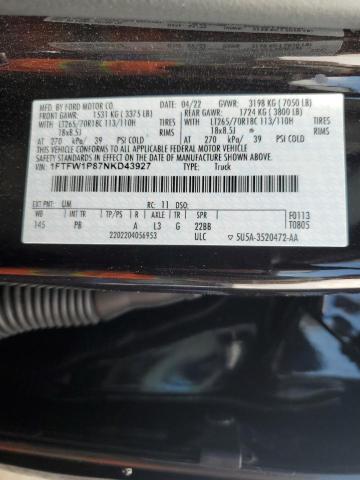 MFD. BY FORD MOTOR CO.
04/22 GVWR: 3198 KG ( 7050 LB)
FRONT GAWR: 1531 KG ( 3375 LB) REAR GAWR: 1724 KG ( 3800 LB)
LT265/70R18C 113/110H TIRES LT265/70R18C 113/110H TIRES
18x8.5J RIMS 18x8.5J RIMS
AT 270 kPa/ 39 PSI COLD AT 270 kPa/ 39 PSI COLD
THIS VEHICLE CONFORMS TO ALL APPLICABLE FEDERAL MOTOR VEHICLE
SAFETY STANDARDS IN EFFECT ON THE DATE OF MANUFACTURE SHOWN ABOVE.
VIN: 1FTFW1P87NKD43927 TYPE: Truck
EXT PNT: UM RC: 11 DSO:
WB INT TR TP/PS R AXLE TR SPR F0113
145 PB A L3 G 22BB T0805
2202204056953 ULC 5U5A-3520472-AA